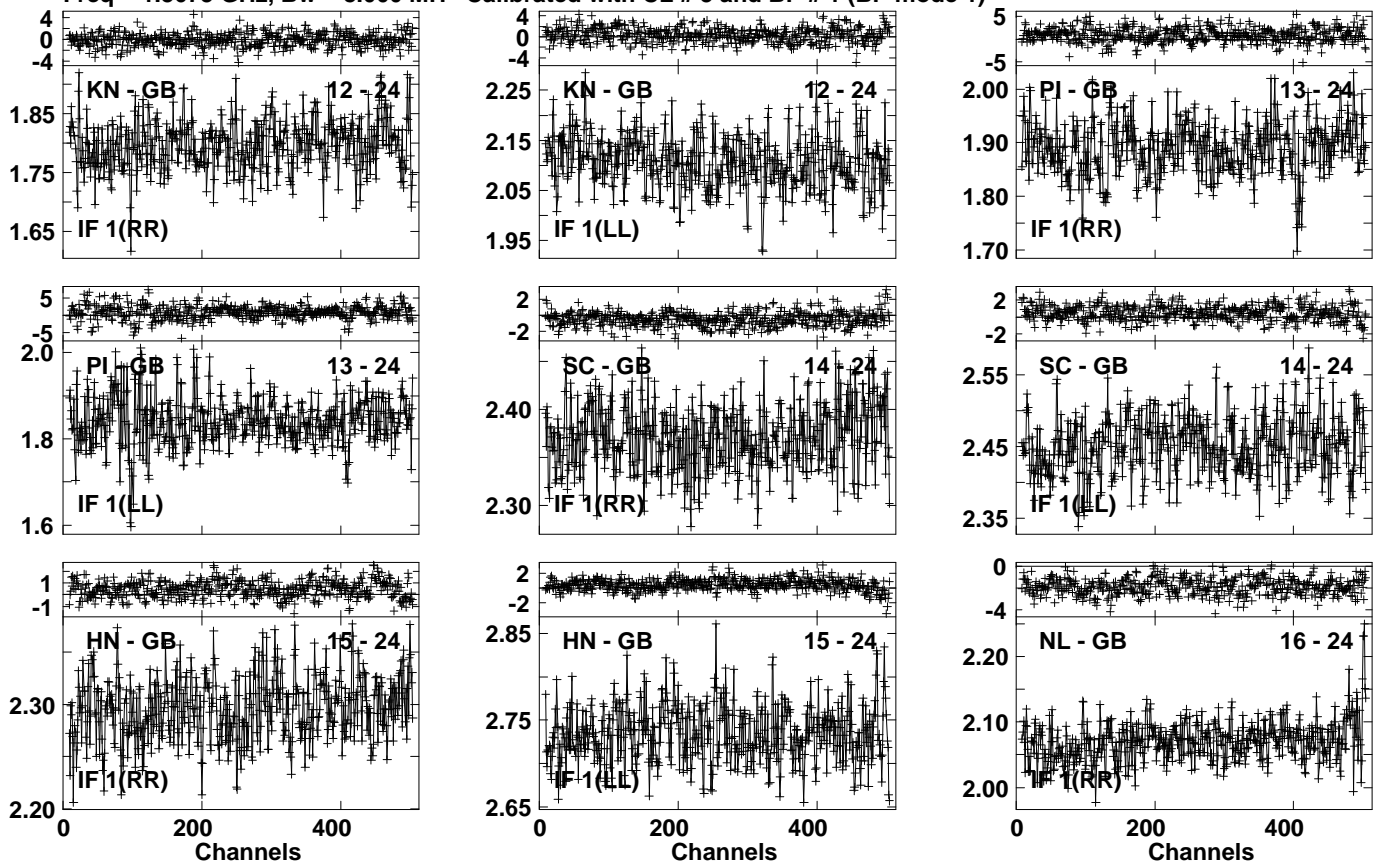 4
0
-4
KN - GB
12 - 24
1.85
1.75
1.65
IF 1(RR)
4
0
-4
KN - GB
12 - 24
2.25
2.15
2.05
1.95
IF 1(LL)
5
-5
PI - GB
13 - 24
2.00
1.90
1.80
1.70
IF 1(RR)
5
-5
PI - GB
13 - 24
2.0
1.8
1.6
IF 1(LL)
2
-2
SC - GB
14 - 24
2.40
2.30
IF 1(RR)
2
-2
SC - GB
14 - 24
2.55
2.45
2.35
IF 1(LL)
1
-1
HN - GB
15 - 24
2.30
2.20
IF 1(RR)
0 200 400
Channels
2
-2
HN - GB
15 - 24
2.85
2.75
2.65
IF 1(LL)
0 200 400
Channels
0
-4
NL - GB
16 - 24
2.20
2.10
2.00
IF 1(RR)
0 200 400
Channels